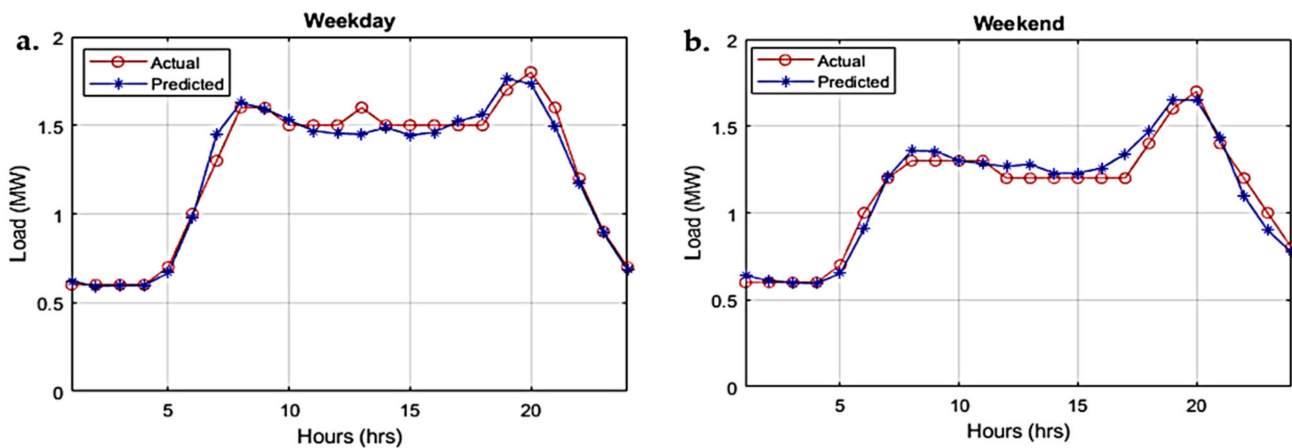 a.
Weekday
Actual
Predicted
Load (MW)
2
1.5
1
0.5
0
5
10
15
20
Hours (hrs)
b.
Weekend
Actual
Predicted
Load (MW)
2
1.5
1
0.5
0
5
10
15
20
Hours (hrs)